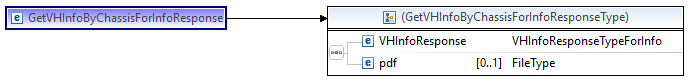 e GetVHInfoByChassisForInfoResponse
(GetVHInfoByChassisForInfoResponseType)
e VHInfoResponse VHInfoResponseTypeForInfo
e pdf [0..1] FileType